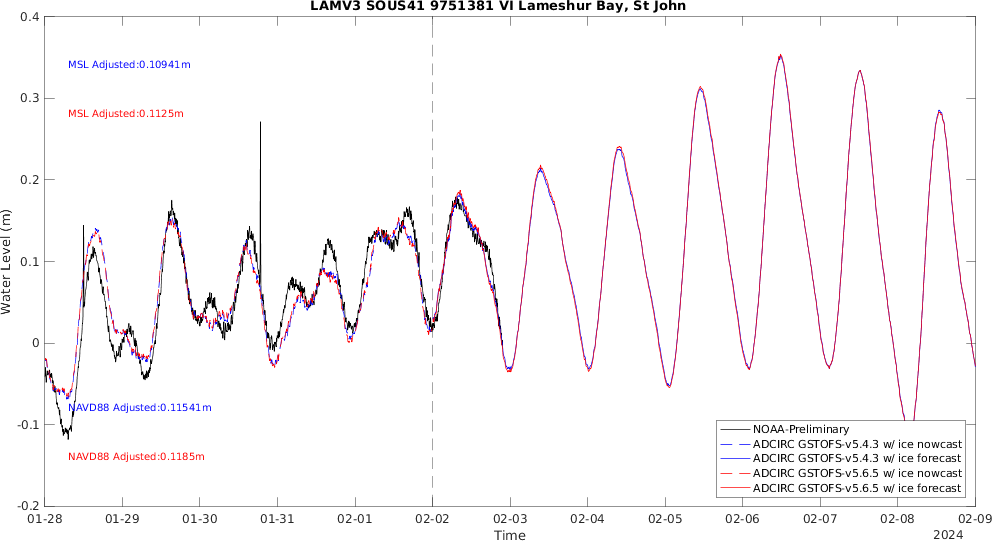 LAMV3 SOUS41 9751381 VI Lameshur Bay, St John
Water Level (m)
0.4
0.3
0.2
0.1
0
-0.1
-0.2
MSL Adjusted:0.10941m
MSL Adjusted:0.1125m
NAVD88 Adjusted:0.11541m
NAVD88 Adjusted:0.1185m
NOAA-Preliminary
ADCIRC GSTOFS-v5.4.3 w/ ice nowcast
ADCIRC GSTOFS-v5.4.3 w/ ice forecast
ADCIRC GSTOFS-v5.6.5 w/ ice nowcast
ADCIRC GSTOFS-v5.6.5 w/ ice forecast
01-28 01-29 01-30 01-31 02-01 02-02 02-03 02-04 02-05 02-06 02-07 02-08 02-09
Time
2024